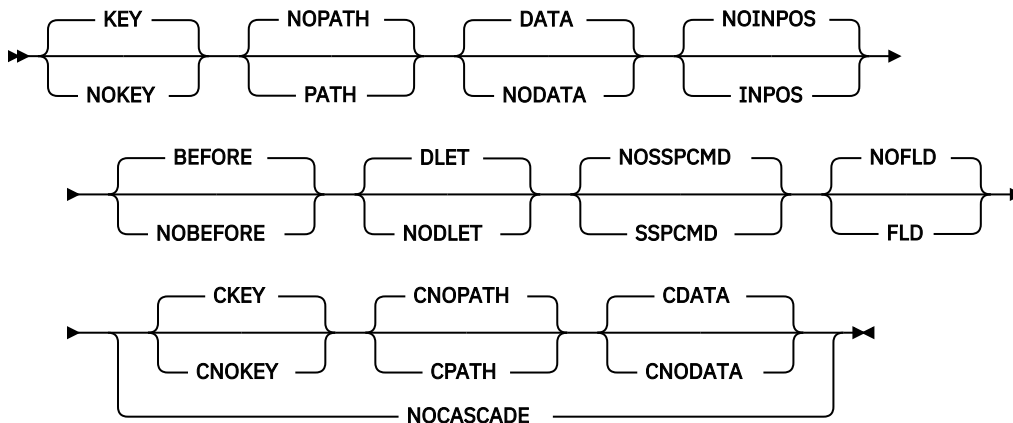 KEY NOPATH DATA NOINPOS
NOKEY PATH NODATA INPOS
BEFORE DLET NOSSPCMD NOFLD
NOBEFORE NODLET SSPCMD FLD
CKEY CNOPATH CDATA
CNOKEY CPATH CNODATA
NOCASCADE